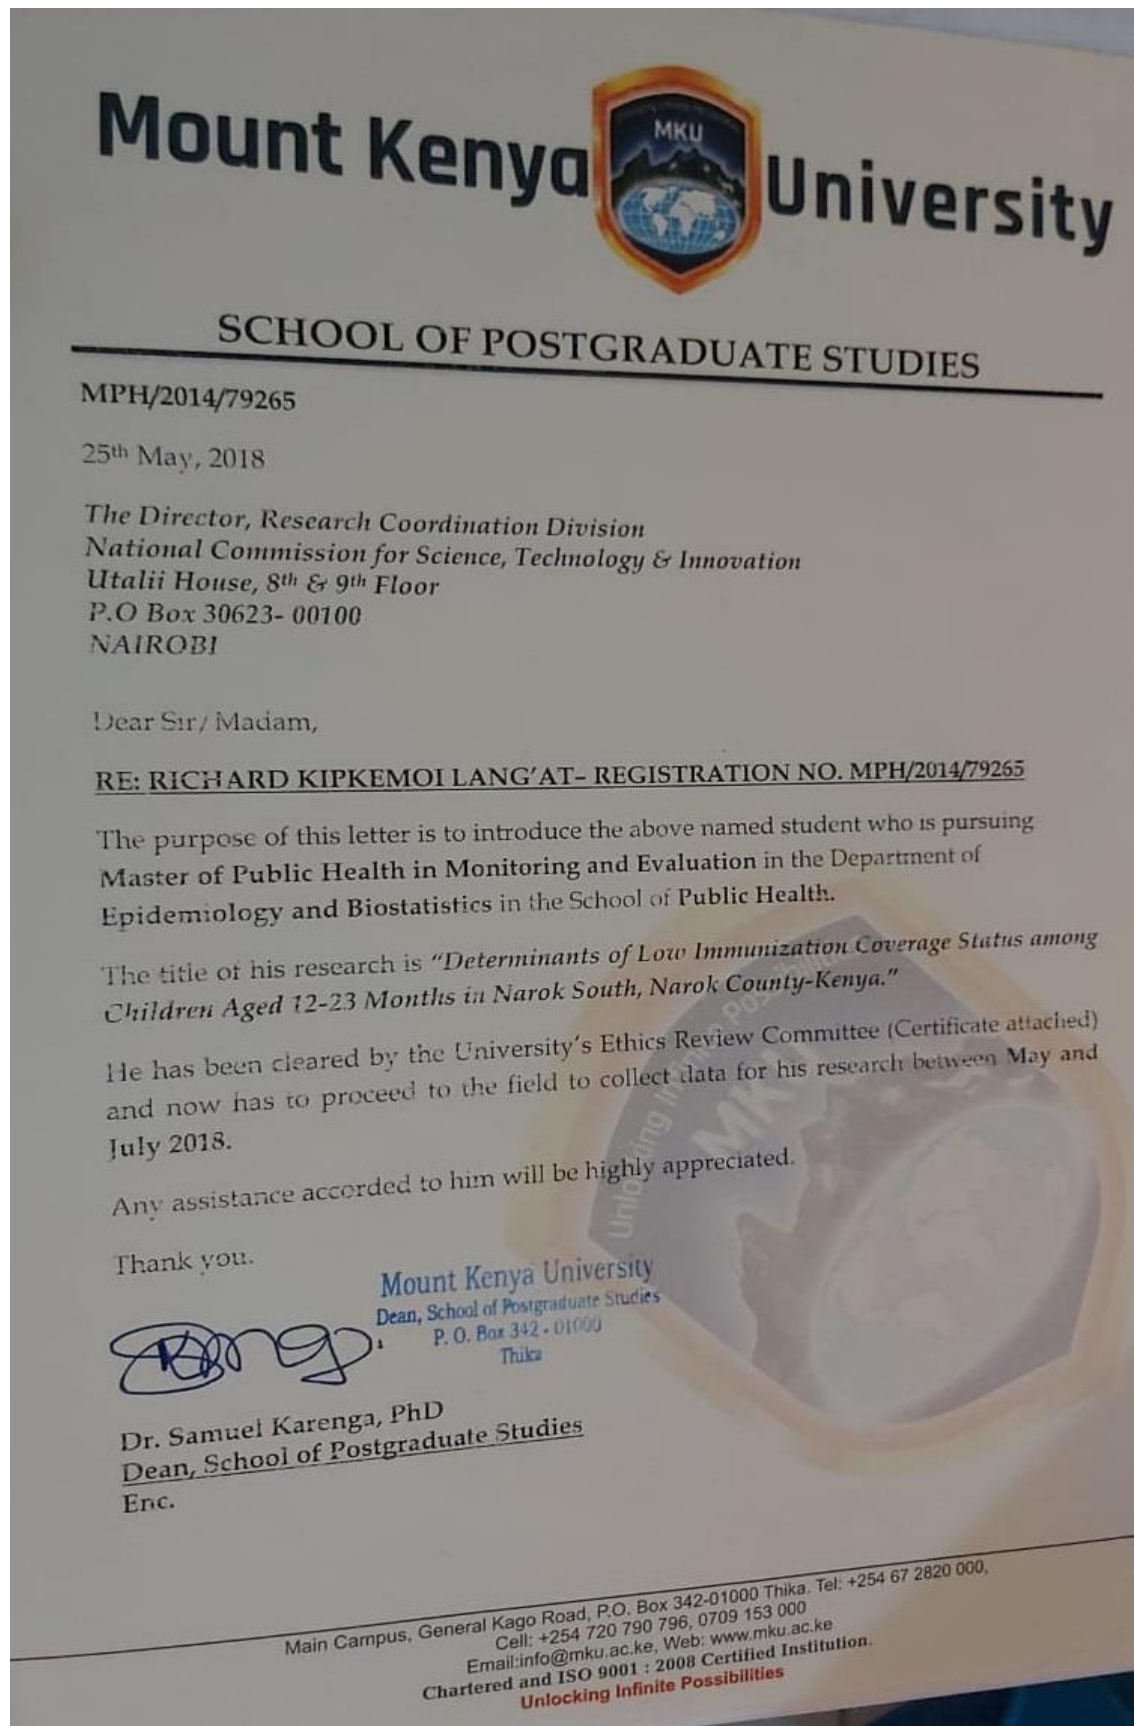 Mount Kenya University
MKU
SCHOOL OF POSTGRADUATE STUDIES
MPH/2014/79265
25th May, 2018
The Director, Research Coordination Division
National Commission for Science, Technology & Innovation
Utalii House, 8th & 9th Floor
P.O Box 30623- 00100
NAIROBI
Dear Sir/ Madam,
RE: RICHARD KIPKEMOI LANG'AT– REGISTRATION NO. MPH/2014/79265
The purpose of this letter is to introduce the above named student who is pursuing
Master of Public Health in Monitoring and Evaluation in the Department of
Epidemiology and Biostatistics in the School of Public Health.
The title of his research is “Determinants of Low Immunization Coverage Status among
Children Aged 12-23 Months in Narok South, Narok County-Kenya.”
He has been cleared by the University's Ethics Review Committee (Certificate attached)
and now has to proceed to the field to collect data for his research between May and
July 2018.
Any assistance accorded to him will be highly appreciated.
Thank you.
Mount Kenya University
Dean, School of Postgraduate Studies
P. O. Box 342 - 01000
Thika
Dr. Samuel Karenga, PhD
Dean, School of Postgraduate Studies
Enc.
Unlocking Infinite Possibilities
MKU
Main Campus, General Kago Road, P.O. Box 342-01000 Thika. Tel: +254 67 2820 000,
Cell: +254 720 790 796, 0709 153 000
Email:info@mku.ac.ke, Web: www.mku.ac.ke
Chartered and ISO 9001 : 2008 Certified Institution.
Unlocking Infinite Possibilities